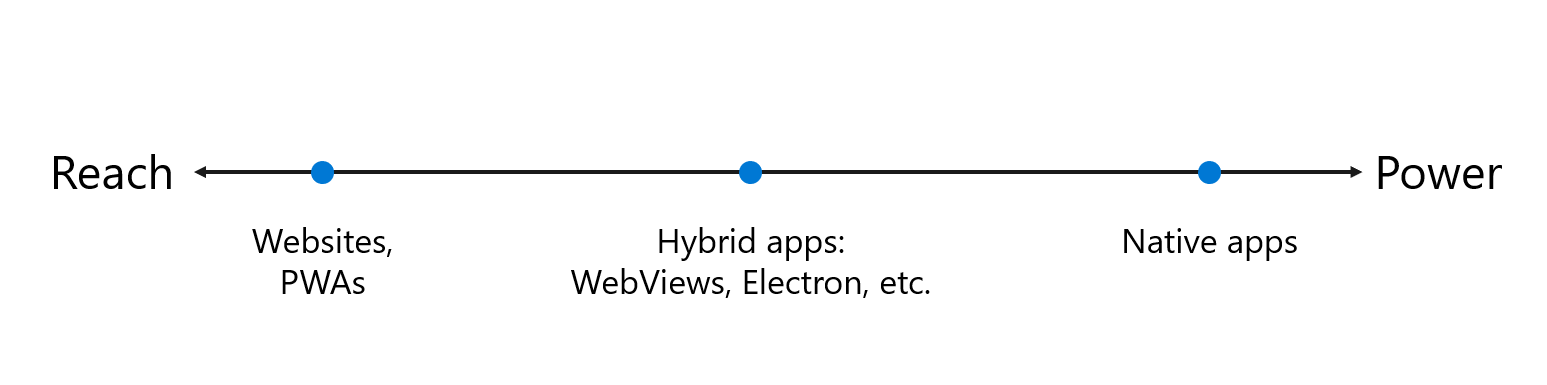 Reach
Power
Websites,
PWAs
Hybrid apps:
WebViews, Electron, etc.
Native apps